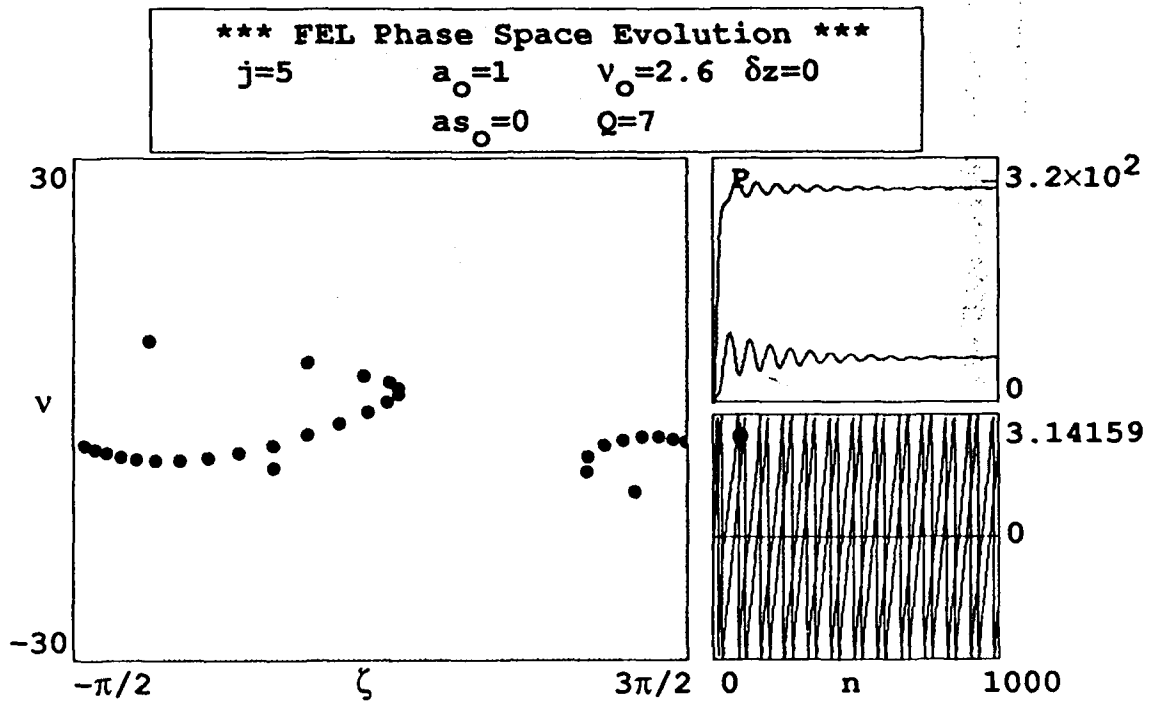 *** FEL Phase Space Evolution ***
j=5 a₀=1 ν₀=2.6 δz=0
as₀=0 Q=7
30
ν
-30
-π/2 ζ 3π/2
P
3.2×10²
0
3.14159
0
0 n 1000